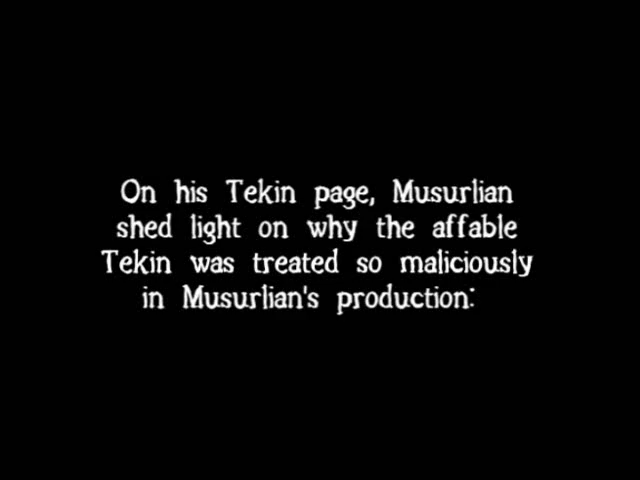 On his Tekin page, Musurlian
shed light on why the affable
Tekin was treated so maliciously
in Musurlian's production: